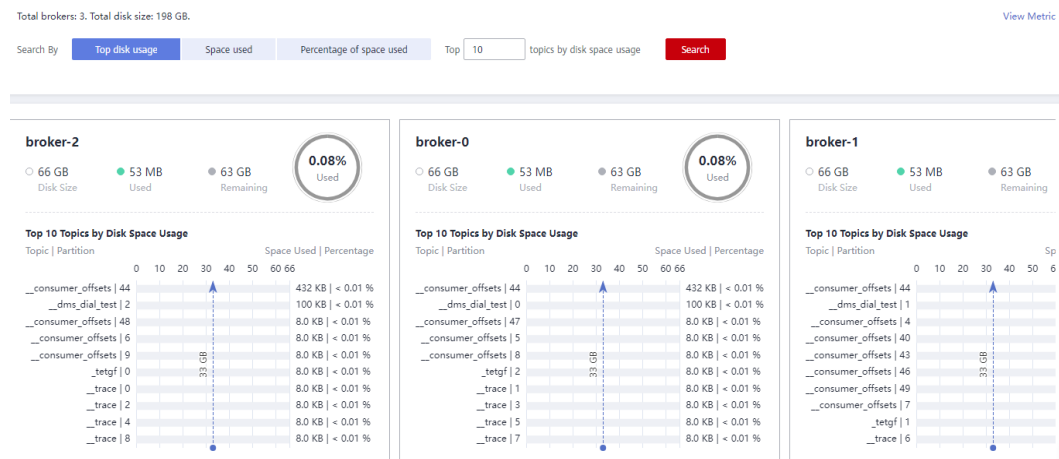 Total brokers: 3. Total disk size: 198 GB.
View Metric
Search By Top disk usage Space used Percentage of space used Top 10 topics by disk space usage Search
broker-2
66 GB 53 MB 63 GB
Disk Size Used Remaining
0.08%
Used
Top 10 Topics by Disk Space Usage
Topic | Partition Space Used | Percentage
0 10 20 30 40 50 60 66
__consumer_offsets | 44 432 KB | < 0.01 %
__dms_dial_test | 2 100 KB | < 0.01 %
__consumer_offsets | 48 8.0 KB | < 0.01 %
__consumer_offsets | 6 8.0 KB | < 0.01 %
__consumer_offsets | 9 8.0 KB | < 0.01 %
_tetgf | 0 8.0 KB | < 0.01 %
__trace | 0 8.0 KB | < 0.01 %
__trace | 2 8.0 KB | < 0.01 %
__trace | 4 8.0 KB | < 0.01 %
__trace | 8 8.0 KB | < 0.01 %
33 GB
broker-0
66 GB 53 MB 63 GB
Disk Size Used Remaining
0.08%
Used
Top 10 Topics by Disk Space Usage
Topic | Partition Space Used | Percentage
0 10 20 30 40 50 60 66
__consumer_offsets | 44 432 KB | < 0.01 %
__dms_dial_test | 0 100 KB | < 0.01 %
__consumer_offsets | 47 8.0 KB | < 0.01 %
__consumer_offsets | 5 8.0 KB | < 0.01 %
__consumer_offsets | 8 8.0 KB | < 0.01 %
_tetgf | 2 8.0 KB | < 0.01 %
__trace | 1 8.0 KB | < 0.01 %
__trace | 3 8.0 KB | < 0.01 %
__trace | 5 8.0 KB | < 0.01 %
__trace | 7 8.0 KB | < 0.01 %
33 GB
broker-1
66 GB 53 MB 63 GB
Disk Size Used Remaining
Top 10 Topics by Disk Space Usage
Topic | Partition Sp
0 10 20 30 40 50 6
__consumer_offsets | 44
__dms_dial_test | 1
__consumer_offsets | 4
__consumer_offsets | 40
__consumer_offsets | 43
__consumer_offsets | 46
__consumer_offsets | 49
__consumer_offsets | 7
_tetgf | 1
__trace | 6
33 GB